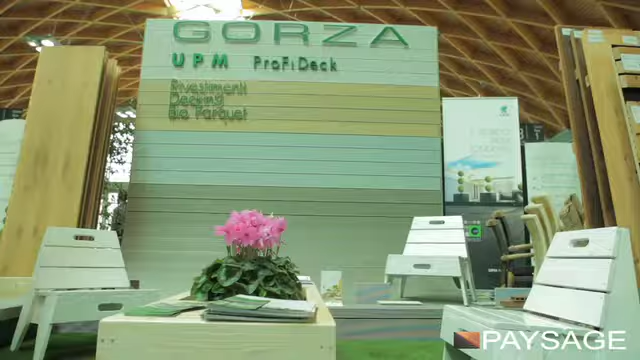 GORZA
UPM ProFiDeck
Rivestimenti
Decking
Bio Parquet
PAYSAGE